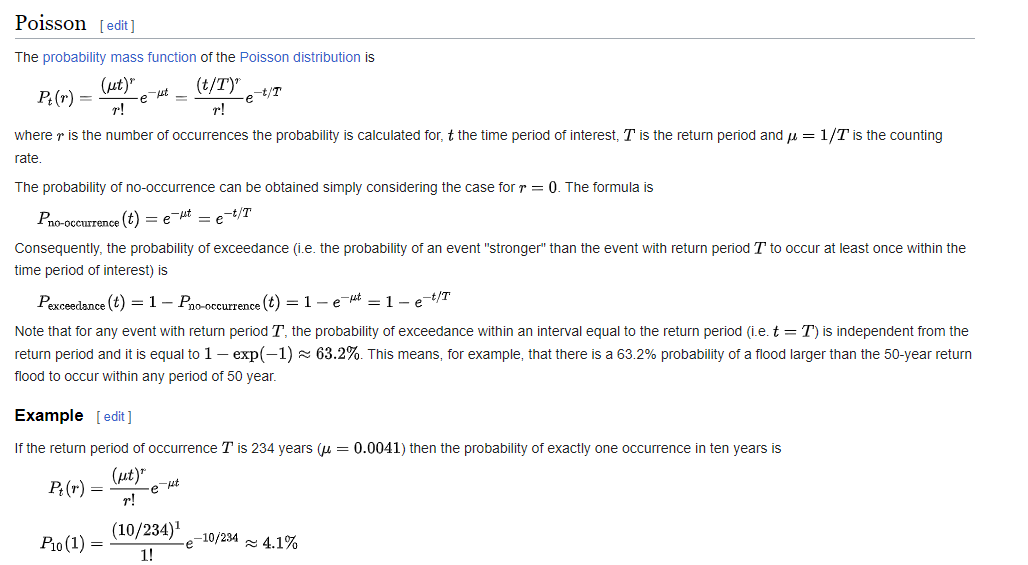 Poisson [ edit ]
The probability mass function of the Poisson distribution is
P_t(r) = (μt)^r / r! e^{−μt} = (t/T)^r / r! e^{−t/T}
where r is the number of occurrences the probability is calculated for, t the time period of interest, T is the return period and μ = 1/T is the counting
rate.
The probability of no-occurrence can be obtained simply considering the case for r = 0. The formula is
P_{no-occurrence}(t) = e^{−μt} = e^{−t/T}
Consequently, the probability of exceedance (i.e. the probability of an event "stronger" than the event with return period T to occur at least once within the
time period of interest) is
P_{exceedance}(t) = 1 − P_{no-occurrence}(t) = 1 − e^{−μt} = 1 − e^{−t/T}
Note that for any event with return period T, the probability of exceedance within an interval equal to the return period (i.e. t = T) is independent from the
return period and it is equal to 1 − exp(−1) ≈ 63.2%. This means, for example, that there is a 63.2% probability of a flood larger than the 50-year return
flood to occur within any period of 50 year.
Example [ edit ]
If the return period of occurrence T is 234 years (μ = 0.0041) then the probability of exactly one occurrence in ten years is
P_t(r) = (μt)^r / r! e^{−μt}
P_{10}(1) = (10/234)^1 / 1! e^{−10/234} ≈ 4.1%